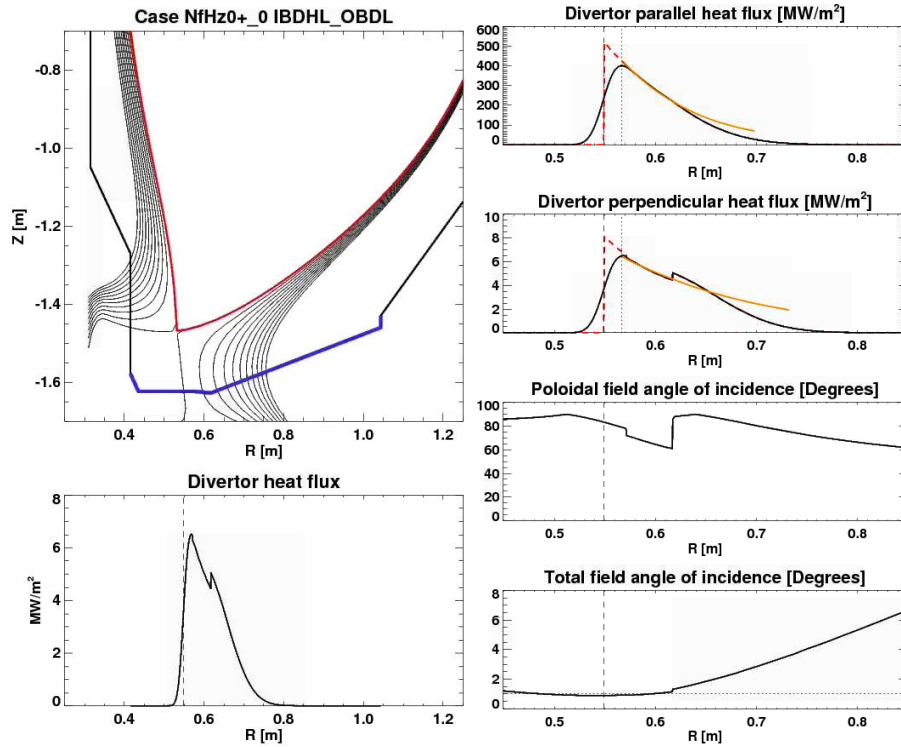 Case NfHz0+_0 IBDHL_OBDL
-0.8
-1.0
-1.2
-1.4
-1.6
Z [m]
0.4 0.6 0.8 1.0 1.2
R [m]
Divertor heat flux
8
6
4
2
0
MW/m²
0.4 0.6 0.8 1.0 1.2
R [m]
Divertor parallel heat flux [MW/m²]
600
500
400
300
200
100
0
0.5 0.6 0.7 0.8
R [m]
Divertor perpendicular heat flux [MW/m²]
10
8
6
4
2
0
0.5 0.6 0.7 0.8
R [m]
Poloidal field angle of incidence [Degrees]
100
80
60
40
20
0
0.5 0.6 0.7 0.8
R [m]
Total field angle of incidence [Degrees]
8
6
4
2
0
0.5 0.6 0.7 0.8
R [m]